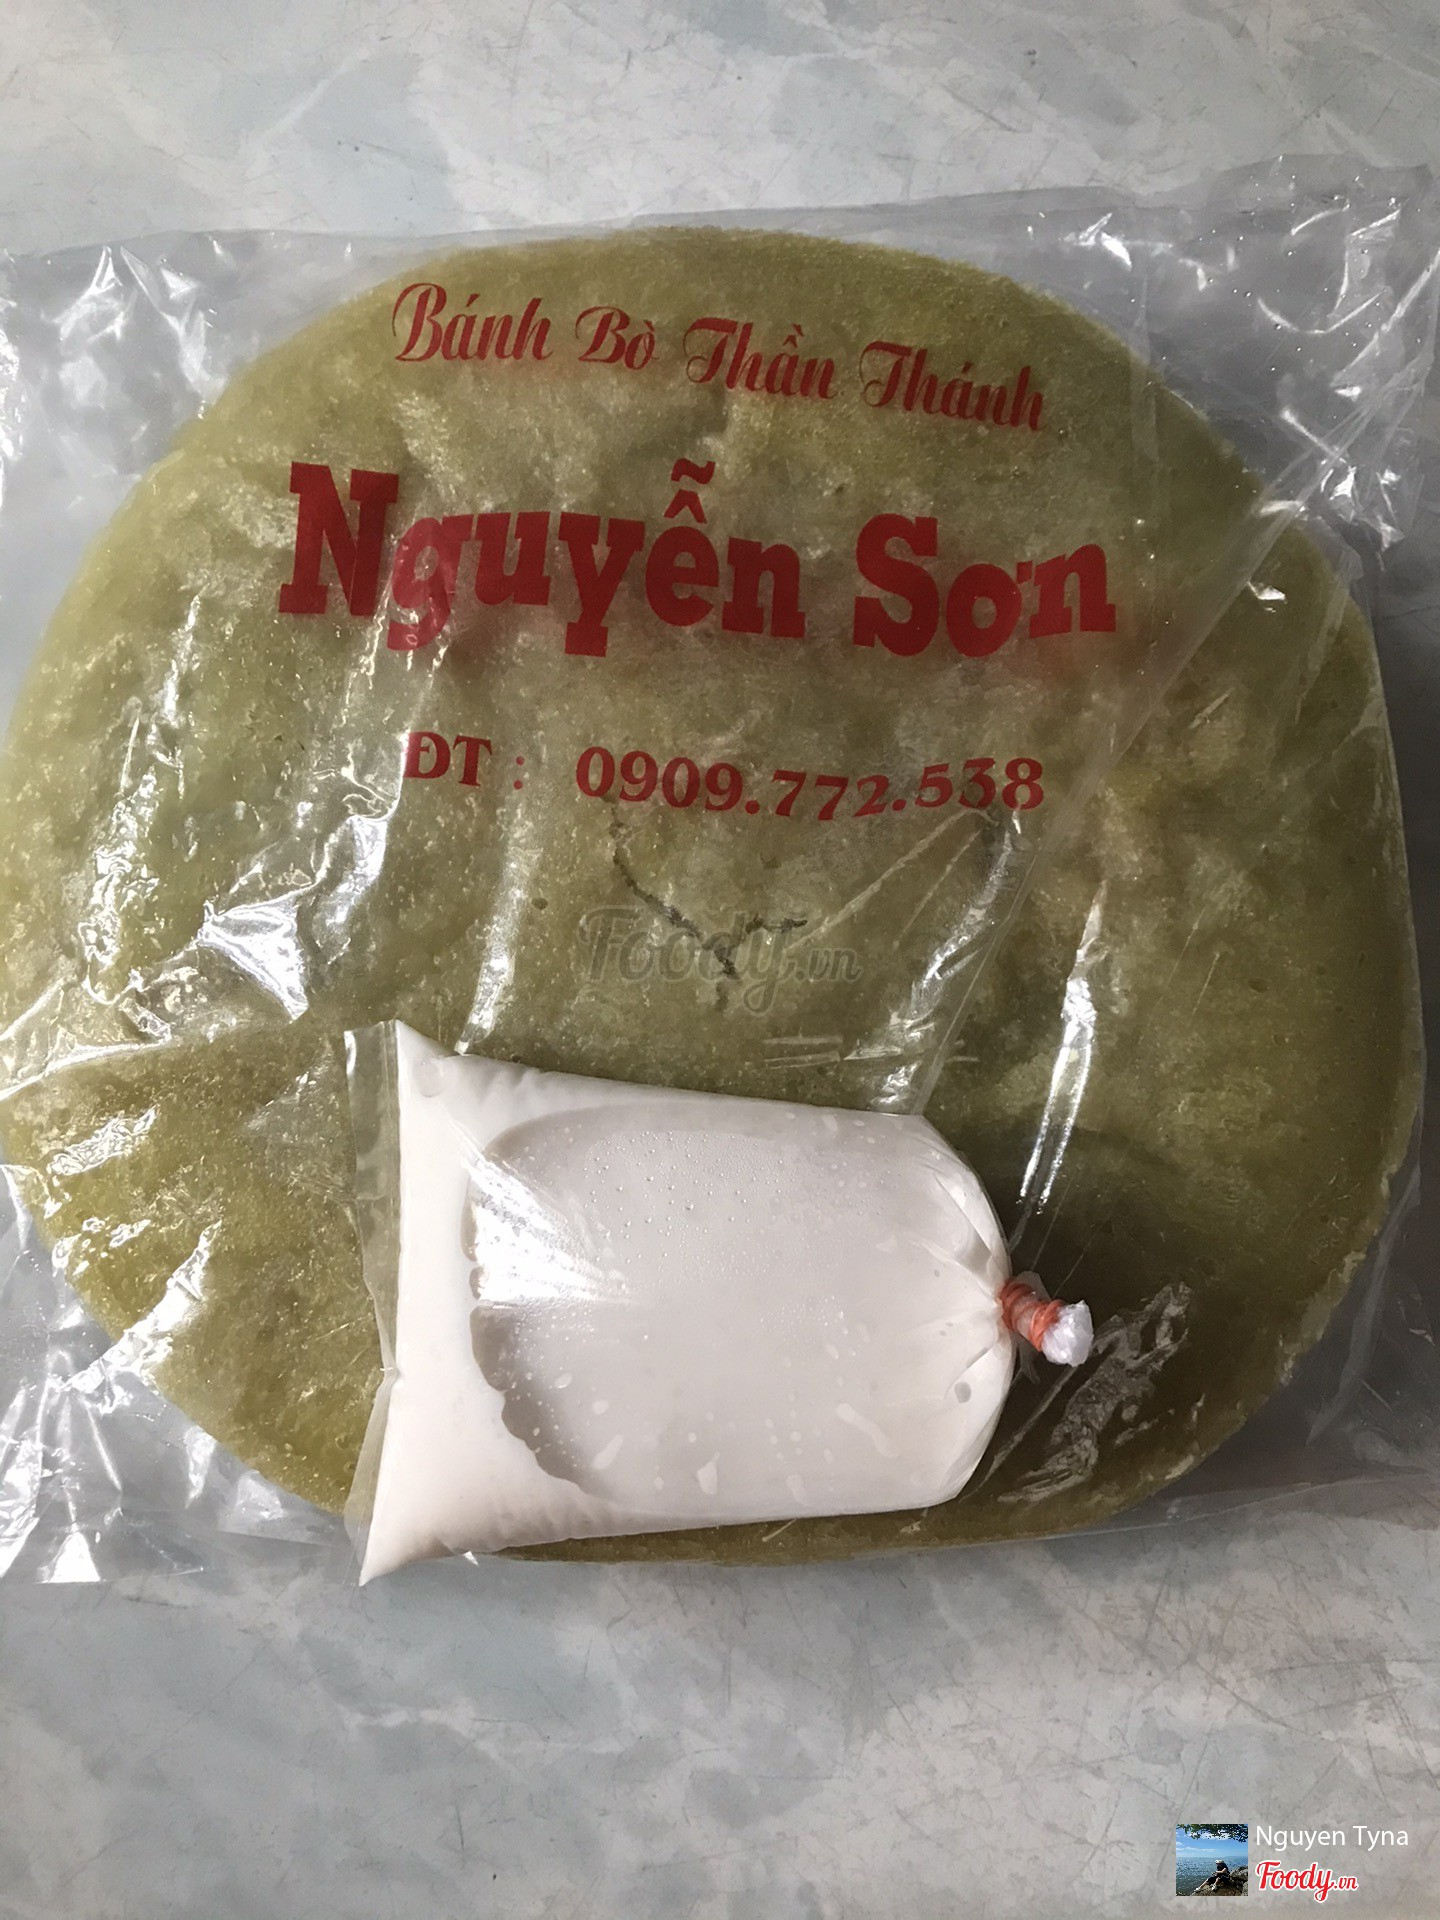 Bánh Bò Thần Thánh
Nguyễn Sơn
ĐT : 0909.772.538
Foody.vn
Nguyen Tyna
Foody.vn